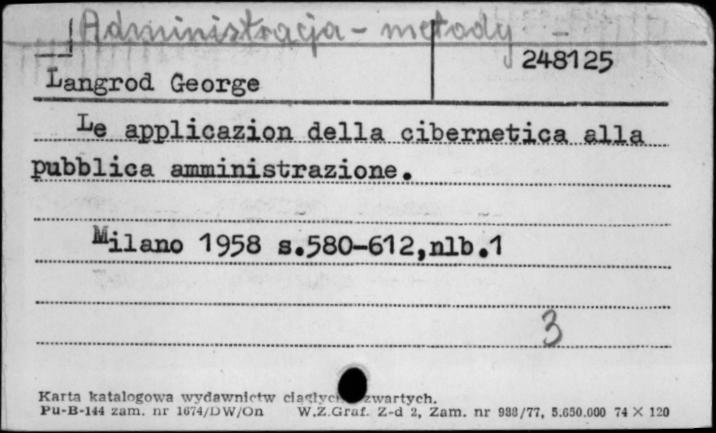 Administracja - metody -
248125
Langrod George
Le applicazion della cibernetica alla
pubblica amministrazione.
Milano 1958 s.580-612,nlb.1
3
Karta katalogowa wydawnictw ciągłych zwartych.
Pu-B-144 zam. nr 1674/DW/On W.Z.Graf. Z-d 2, Zam. nr 988/77, 5.650.000 74 × 120